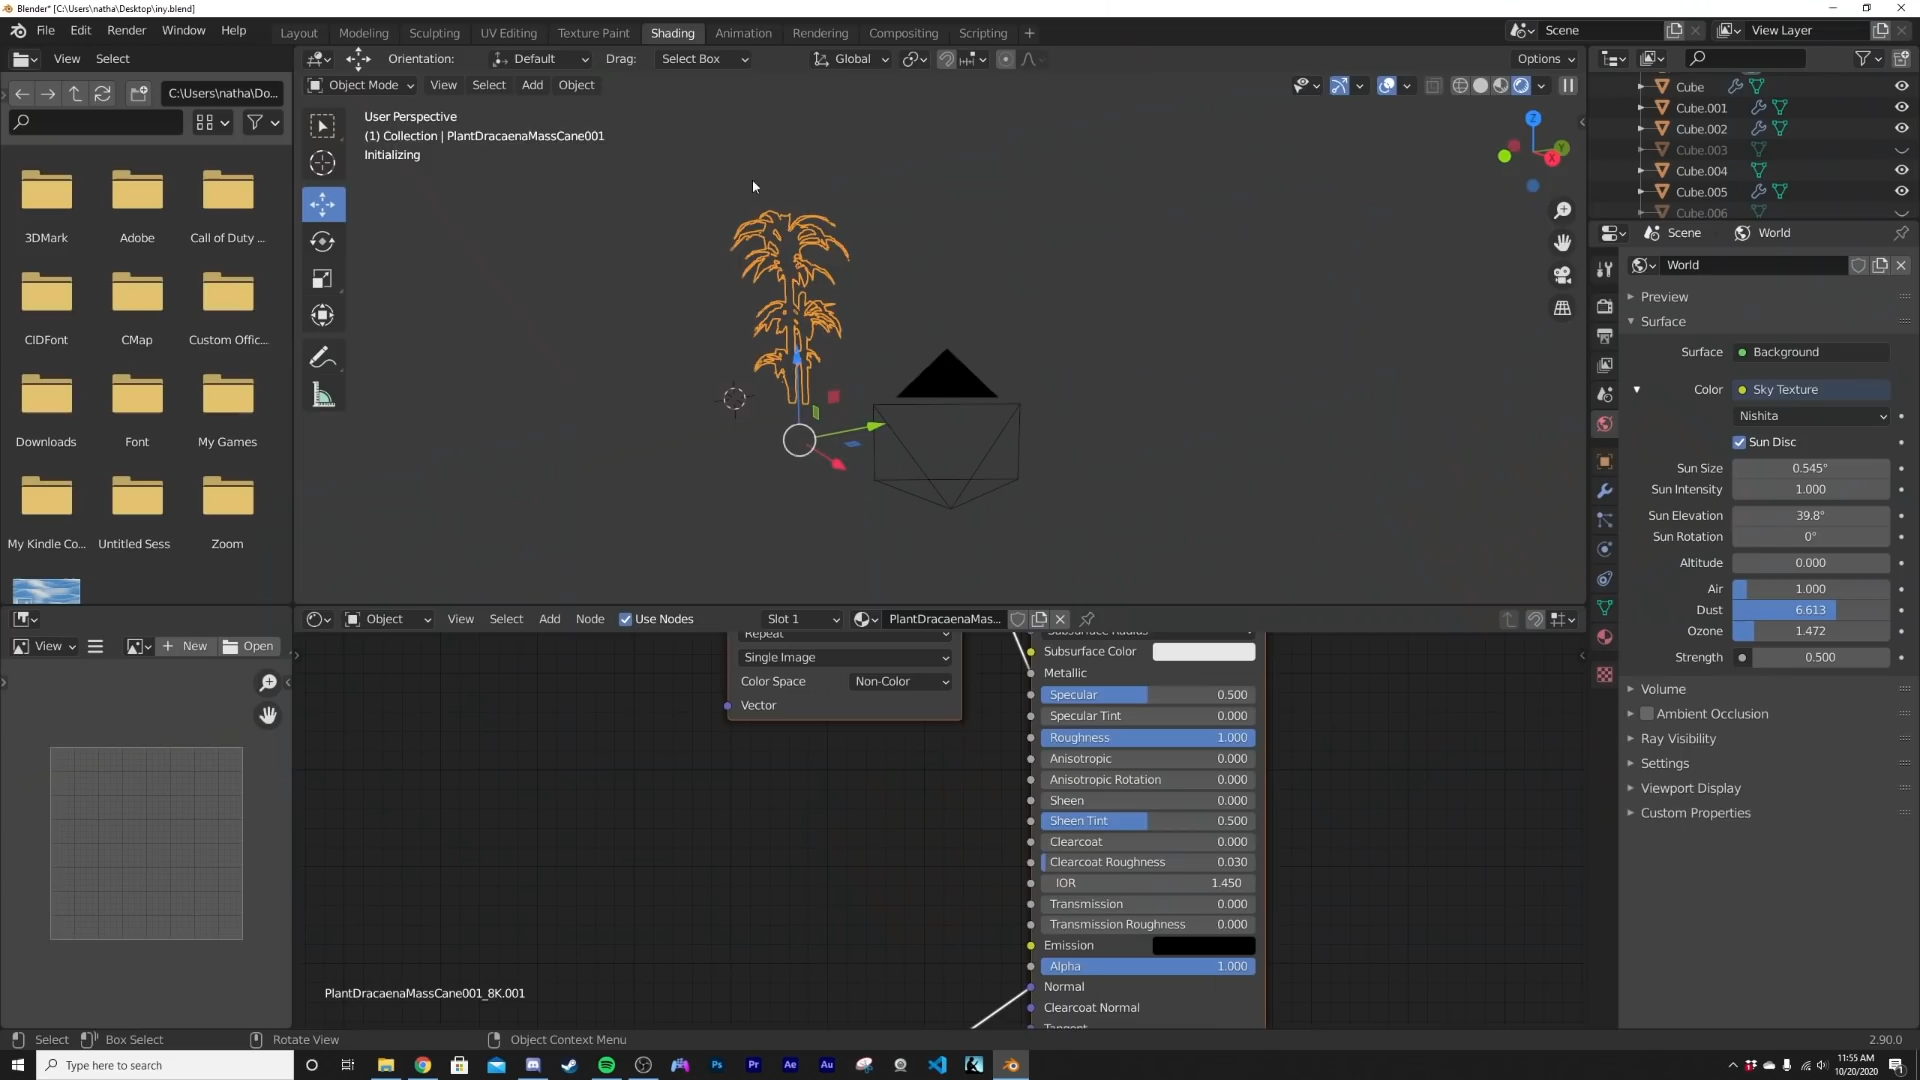 Blender* [C:\Users\natha\Desktop\iny.blend]
File Edit Render Window Help
Layout Modeling Sculpting UV Editing Texture Paint Shading Animation Rendering Compositing Scripting +
Scene
View Layer
View Select
Orientation: Default Drag: Select Box
Global
Options
Object Mode View Select Add Object
C:\Users\natha\Do...
User Perspective
(1) Collection | PlantDracaenaMassCane001
Initializing
Z
Y
X
3DMark Adobe Call of Duty ...
CIDFont CMap Custom Offic...
Downloads Font My Games
My Kindle Co... Untitled Sess Zoom
Cube
Cube.001
Cube.002
Cube.003
Cube.004
Cube.005
Cube.006
Scene World
World
Preview
Surface
Surface Background
Color Sky Texture
Nishita
Sun Disc
Sun Size 0.545°
Sun Intensity 1.000
Sun Elevation 39.8°
Sun Rotation 0°
Altitude 0.000
Air 1.000
Dust 6.613
Ozone 1.472
Strength 0.500
Volume
Ambient Occlusion
Ray Visibility
Settings
Viewport Display
Custom Properties
View
+ New Open
Object View Select Add Node Use Nodes Slot 1 PlantDracaenaMas...
Repeat
Single Image
Color Space Non-Color
Vector
Subsurface Radius
Subsurface Color
Metallic
Specular 0.500
Specular Tint 0.000
Roughness 1.000
Anisotropic 0.000
Anisotropic Rotation 0.000
Sheen 0.000
Sheen Tint 0.500
Clearcoat 0.000
Clearcoat Roughness 0.030
IOR 1.450
Transmission 0.000
Transmission Roughness 0.000
Emission
Alpha 1.000
Normal
Clearcoat Normal
Tangent
PlantDracaenaMassCane001_8K.001
Select Box Select Rotate View Object Context Menu
2.90.0
Type here to search
Ps Pr Ae Au
11:55 AM
10/20/2020